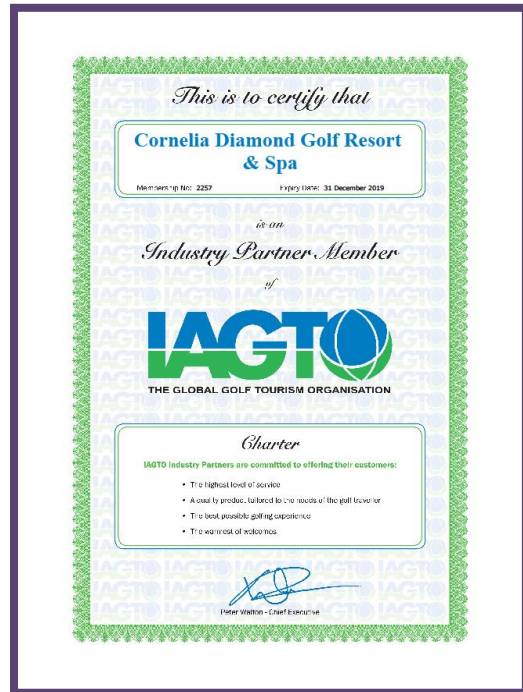 This is to certify that
Cornelia Diamond Golf Resort
& Spa
Membership No: 2257 Expiry Date: 31 December 2019
is an
Industry Partner Member
of
IAGTO
THE GLOBAL GOLF TOURISM ORGANISATION
Charter
IAGTO Industry Partners are committed to offering their customers:
• The highest level of service
• A quality product tailored to the needs of the golf traveller
• The best possible golfing experience
• The warmest of welcomes
Peter Walton - Chief Executive